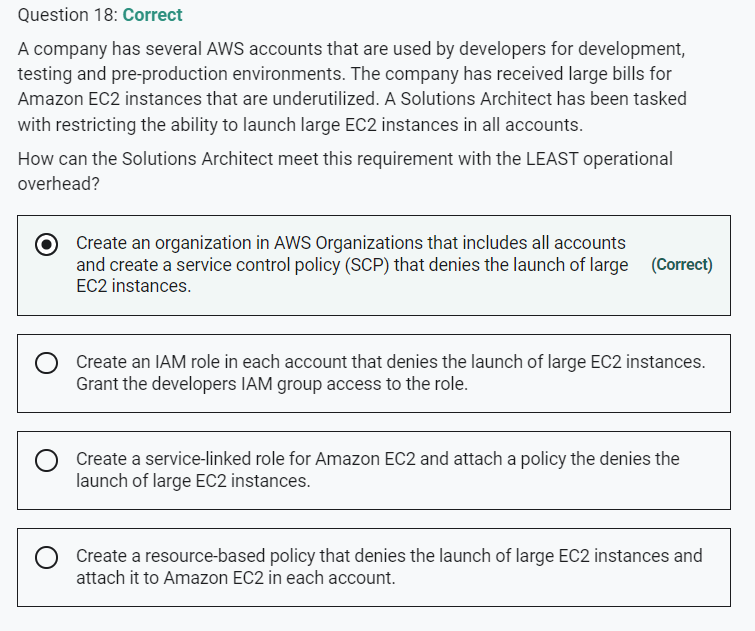 Question 18: Correct
A company has several AWS accounts that are used by developers for development,
testing and pre-production environments. The company has received large bills for
Amazon EC2 instances that are underutilized. A Solutions Architect has been tasked
with restricting the ability to launch large EC2 instances in all accounts.
How can the Solutions Architect meet this requirement with the LEAST operational
overhead?
Create an organization in AWS Organizations that includes all accounts
and create a service control policy (SCP) that denies the launch of large (Correct)
EC2 instances.
Create an IAM role in each account that denies the launch of large EC2 instances.
Grant the developers IAM group access to the role.
Create a service-linked role for Amazon EC2 and attach a policy the denies the
launch of large EC2 instances.
Create a resource-based policy that denies the launch of large EC2 instances and
attach it to Amazon EC2 in each account.